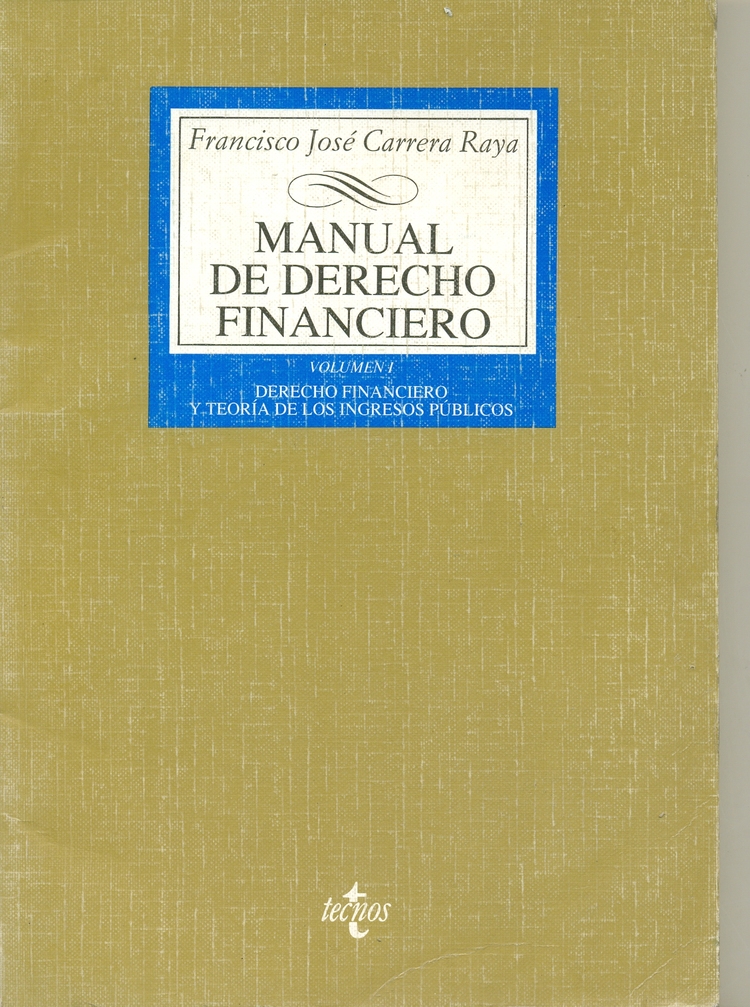 Francisco José Carrera Raya
MANUAL
DE DERECHO
FINANCIERO
VOLUMEN I
DERECHO FINANCIERO
Y TEORÍA DE LOS INGRESOS PÚBLICOS
tecnos